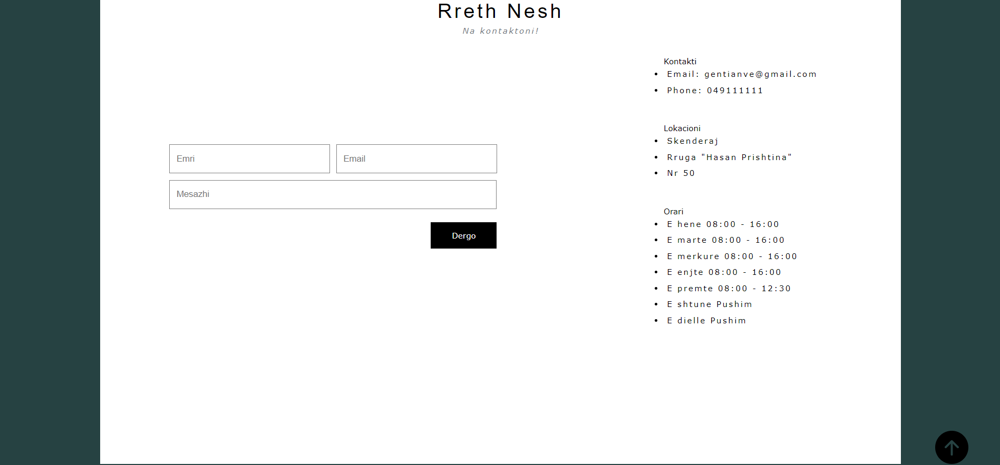 Rreth Nesh
Na kontaktoni!
Emri
Email
Mesazhi
Dergo
Kontakti
Email: gentianve@gmail.com
Phone: 049111111
Lokacioni
Skenderaj
Rruga "Hasan Prishtina"
Nr 50
Orari
E hene 08:00 - 16:00
E marte 08:00 - 16:00
E merkure 08:00 - 16:00
E enjte 08:00 - 16:00
E premte 08:00 - 12:30
E shtune Pushim
E dielle Pushim